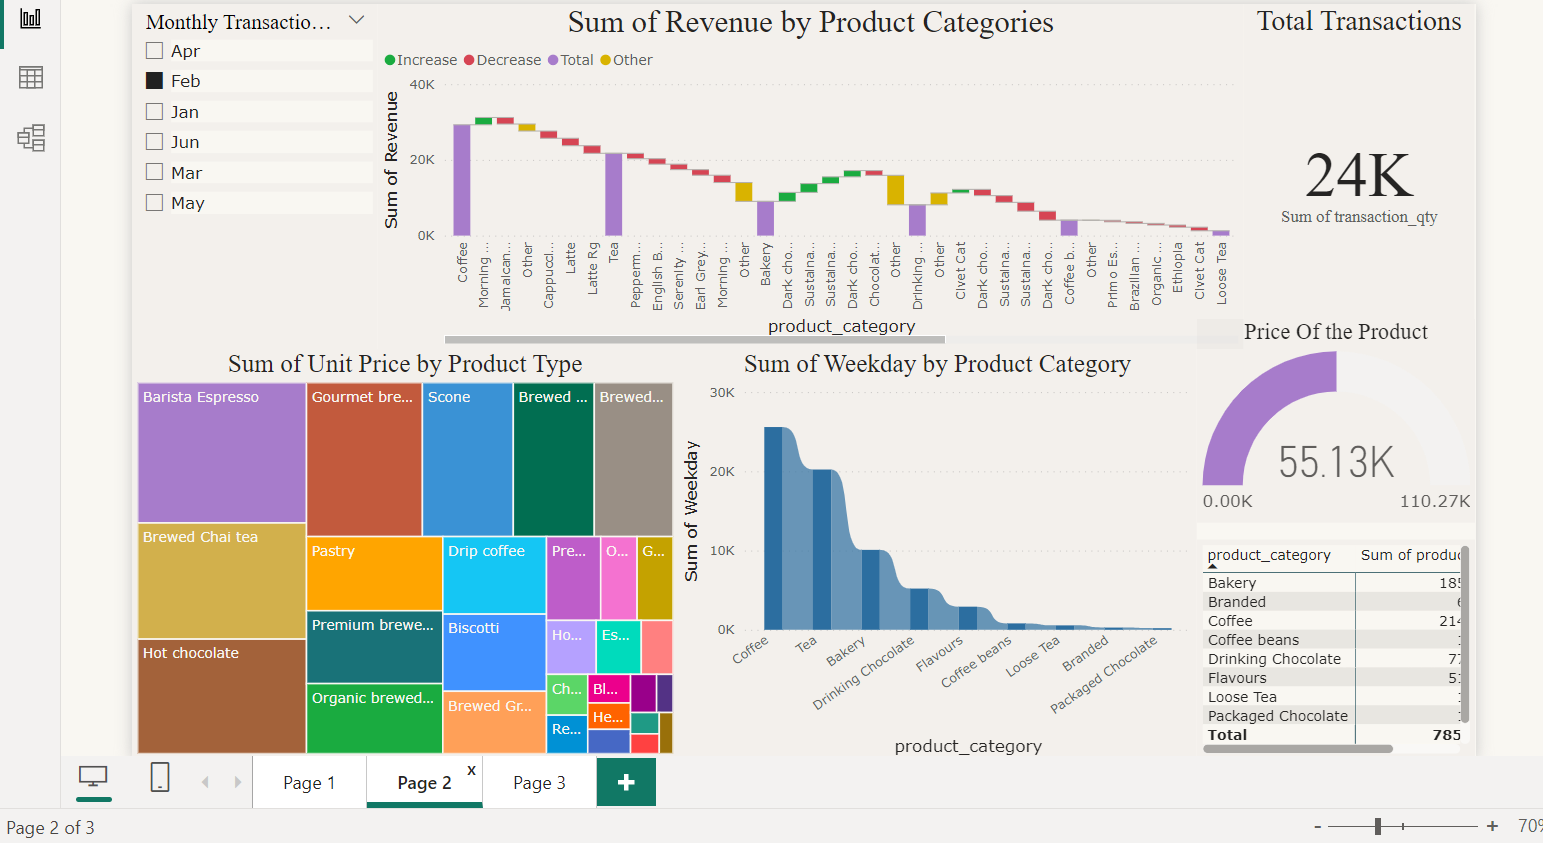 Monthly Transactio...
Apr
Feb
Jan
Jun
Mar
May
Sum of Revenue by Product Categories
Increase Decrease Total Other
Sum of Revenue
40K
20K
0K
Coffee
Morning ...
Jamaican...
Other
Cappucci...
Latte
Latte Rg
Tea
Pepperm...
English B...
Serenity ...
Earl Grey...
Morning ...
Other
Bakery
Dark cho...
Sustaina...
Sustaina...
Dark cho...
Chocolat...
Other
Drinking ...
Other
Civet Cat
Dark cho...
Sustaina...
Sustaina...
Dark cho...
Coffee b...
Other
Primo Es...
Brazilian ...
Organic ...
Ethiopia
Civet Cat
Loose Tea
product_category
Total Transactions
24K
Sum of transaction_qty
Sum of Unit Price by Product Type
Barista Espresso
Gourmet bre...
Scone
Brewed ...
Brewed...
Brewed Chai tea
Pastry
Drip coffee
Pre...
O...
G...
Premium brewe...
Biscotti
Ho...
Es...
Hot chocolate
Organic brewed...
Brewed Gr...
Ch...
Bl...
He...
Re...
Sum of Weekday by Product Category
Sum of Weekday
30K
20K
10K
0K
Coffee
Tea
Bakery
Drinking Chocolate
Flavours
Coffee beans
Loose Tea
Branded
Packaged Chocolate
product_category
Price Of the Product
55.13K
0.00K 110.27K
product_category Sum of produc
Bakery 185
Branded
Coffee 214
Coffee beans
Drinking Chocolate 77
Flavours 51
Loose Tea
Packaged Chocolate
Total 785
Page 1
Page 2 x
Page 3
+
Page 2 of 3
- + 70%